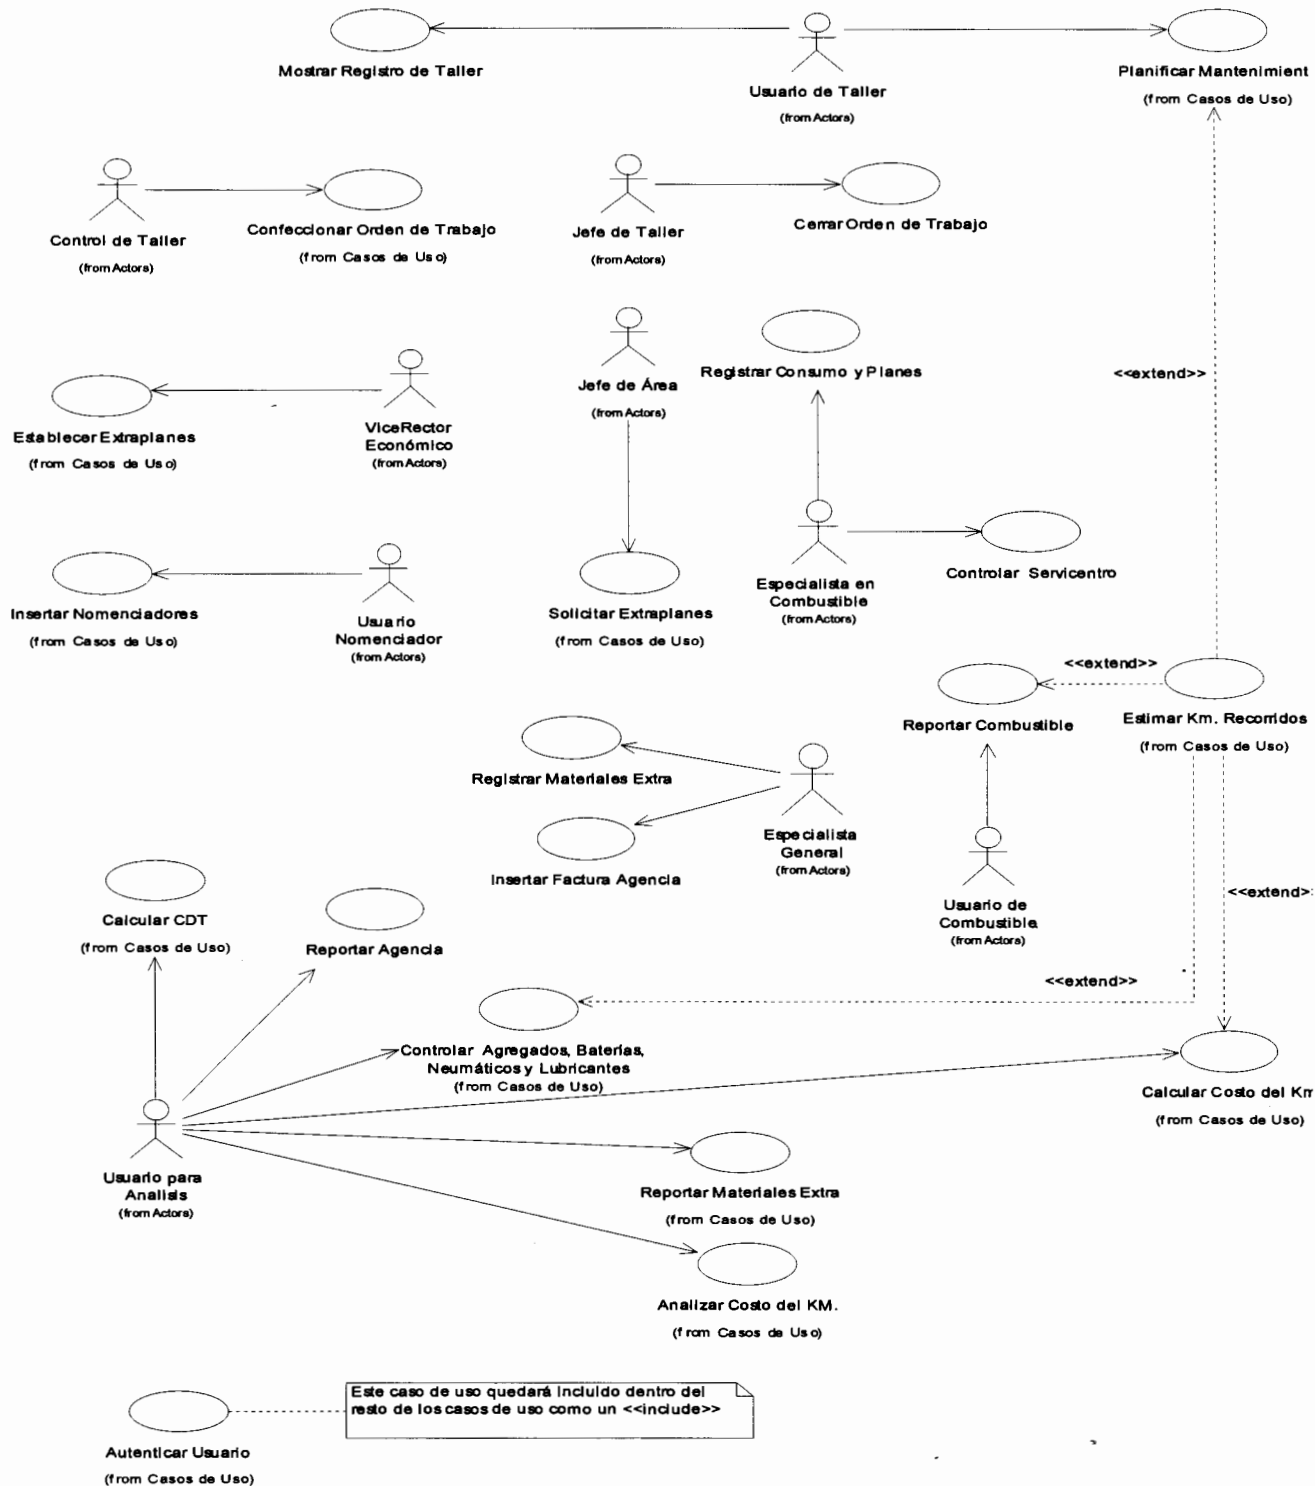 Mostrar Registro de Taller
Usuario de Taller
(from Actors)
Planificar Mantenimient
(from Casos de Uso)
Control de Taller
(from Actors)
Confeccionar Orden de Trabajo
(from Casos de Uso)
Jefe de Taller
(from Actors)
Cerrar Orden de Trabajo
Establecer Extraplanes
(from Casos de Uso)
ViceRector
Económico
(from Actors)
Jefe de Área
(from Actors)
Registrar Consumo y Planes
<<extend>>
Insertar Nomenciadores
(from Casos de Uso)
Usuario
Nomenciador
(from Actors)
Solicitar Extraplanes
(from Casos de Uso)
Especialista en
Combustible
(from Actors)
Controlar Servicentro
<<extend>>
Reportar Combustible
Estimar Km. Recorridos
(from Casos de Uso)
Registrar Materiales Extra
Insertar Factura Agencia
Especialista
General
(from Actors)
Usuario de
Combustible
(from Actors)
<<extend>
Calcular CDT
(from Casos de Uso)
Reportar Agencia
<<extend>>
Controlar Agregados, Baterías,
Neumáticos y Lubricantes
(from Casos de Uso)
Calcular Costo del Km
(from Casos de Uso)
Usuario para
Analisis
(from Actors)
Reportar Materiales Extra
(from Casos de Uso)
Analizar Costo del KM.
(from Casos de Uso)
Este caso de uso quedará incluido dentro del
resto de los casos de uso como un <<include>>
Autenticar Usuario
(from Casos de Uso)